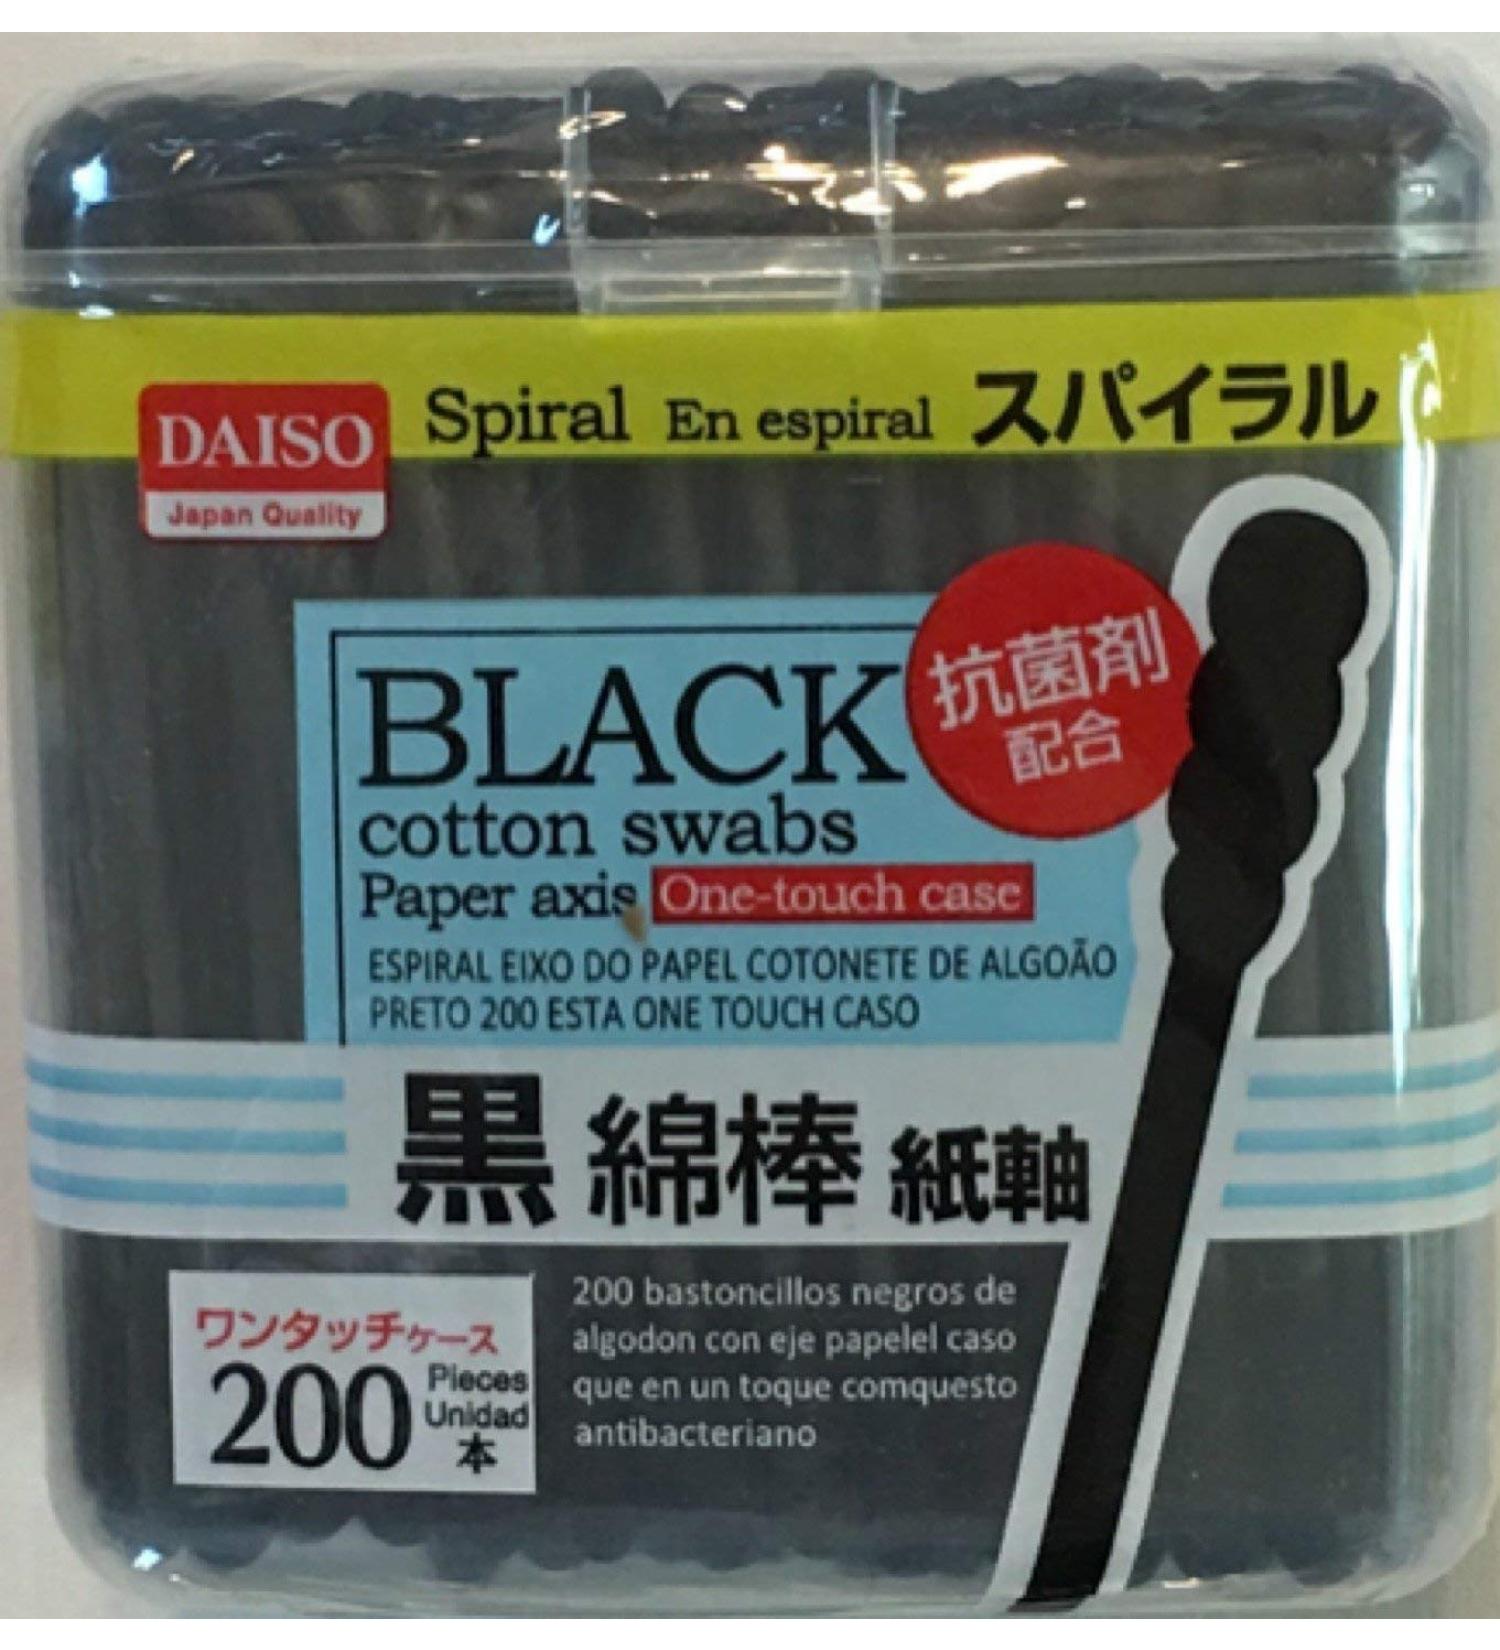 Spiral En espiral スパイラル
DAISO
Japan Quality
抗菌剤
配合
BLACK
cotton swabs
Paper axis One-touch case
ESPIRAL EIXO DO PAPEL COTONETE DE ALGOÃO
PRETO 200 ESTA ONE TOUCH CASO
黒 綿棒 紙軸
ワンタッチケース
200 Pieces
Unidad
本
200 bastoncillos negros de
algodon con eje papelel caso
que en un toque comquesto
antibacteriano